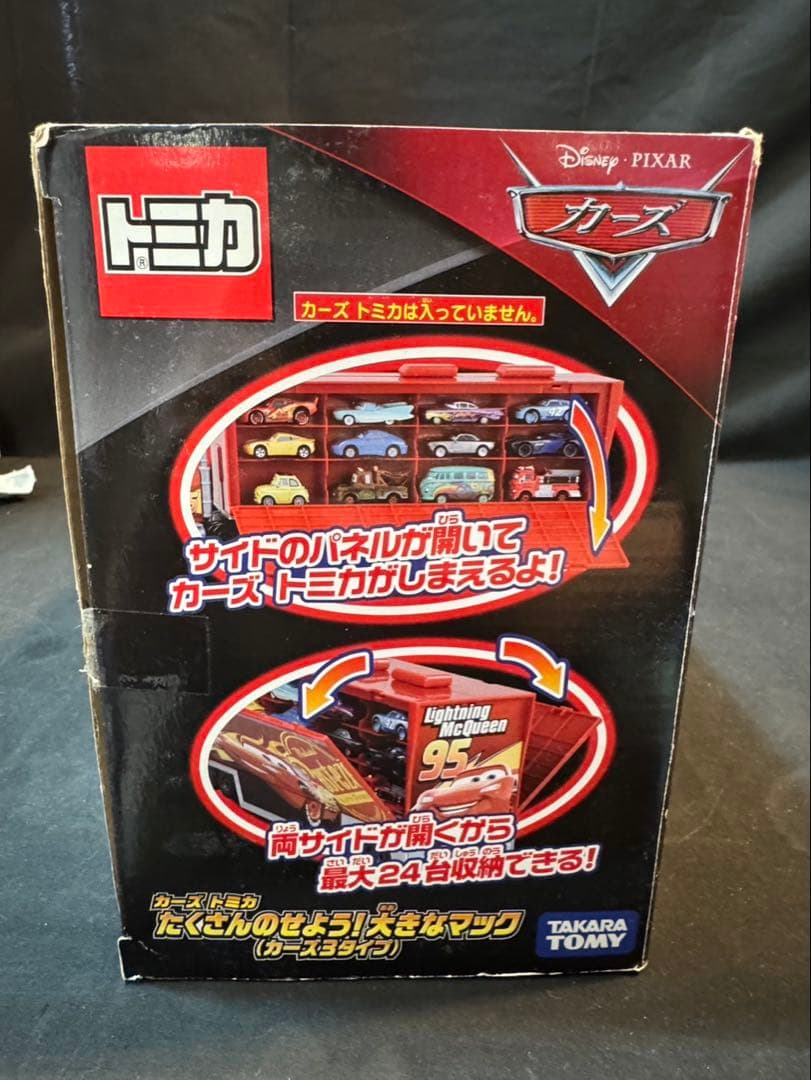 トミカ®
Disney・PIXAR
カーズ
カーズ トミカは入っていません。
サイドのパネルが開いて
カーズ トミカがしまえるよ!
Lightning
McQueen
95
両サイドが開くから
最大24台収納できる!
カーズ トミカ
たくさんのせよう!大きなマック
(カーズ3タイプ)
TAKARA
TOMY